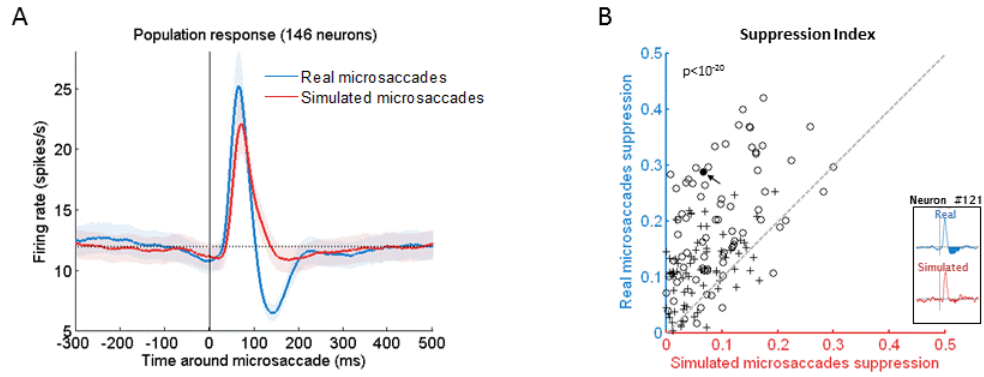 A
Population response (146 neurons)
Real microsaccades
Simulated microsaccades
Firing rate (spikes/s)
25
20
15
10
5
-300 -200 -100 0 100 200 300 400 500
Time around microsaccade (ms)
B
Suppression Index
p<10-20
Real microsaccades suppression
0.5
0.4
0.3
0.2
0.1
0
0 0.1 0.2 0.3 0.4 0.5
Simulated microsaccades suppression
Neuron #121
Real
Simulated